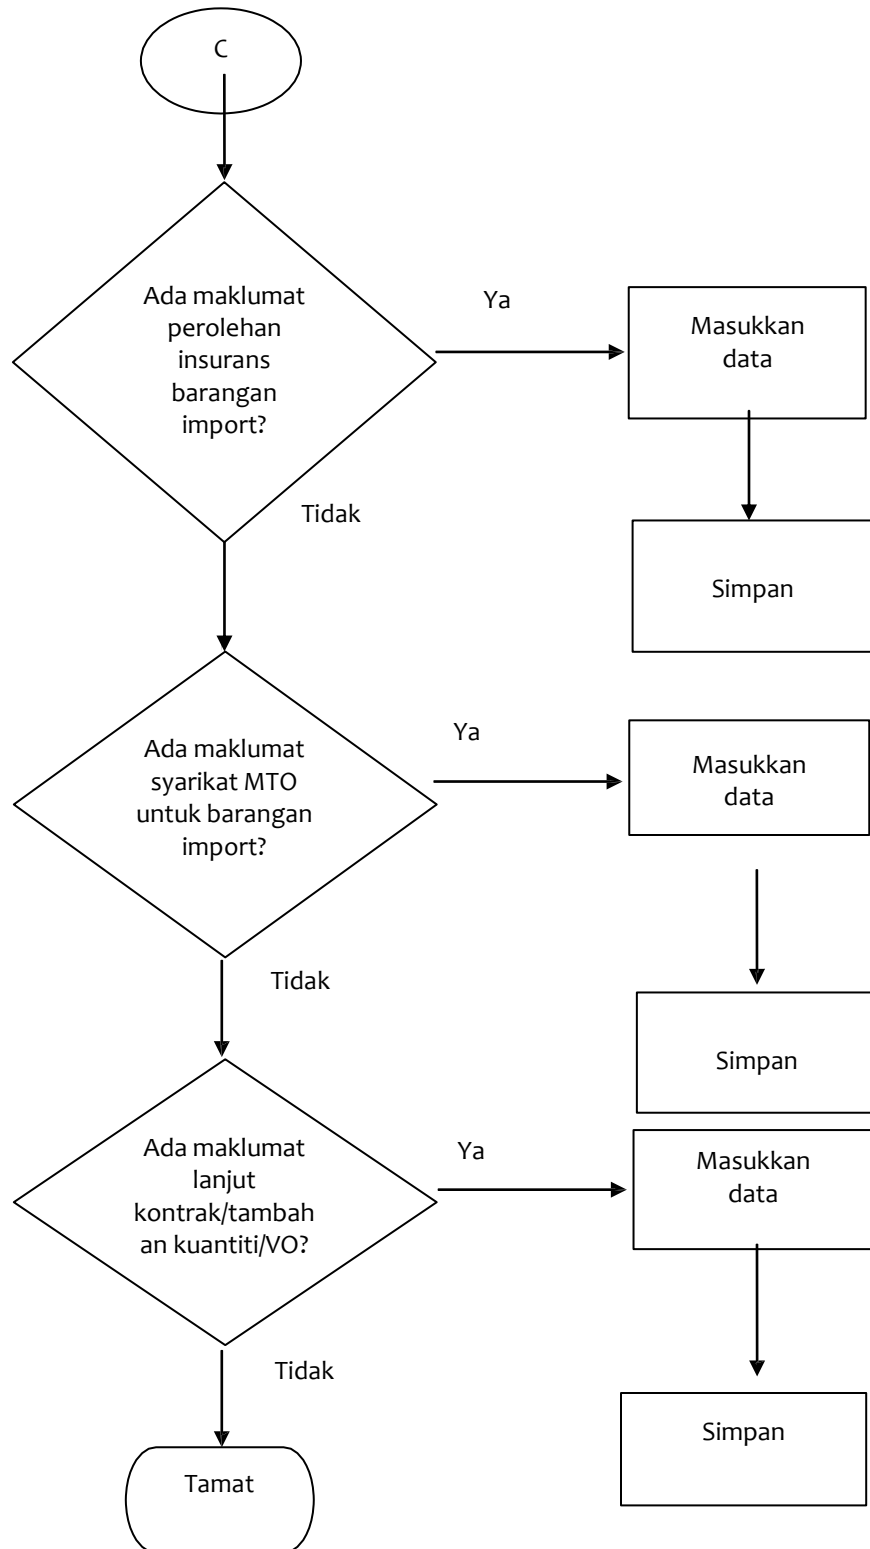 C
Ada maklumat
perolehan
insurans
barangan
import?
Ya
Masukkan
data
Tidak
Simpan
Ada maklumat
syarikat MTO
untuk barangan
import?
Ya
Masukkan
data
Tidak
Simpan
Ada maklumat
lanjut
kontrak/tambah
an kuantiti/VO?
Ya
Masukkan
data
Tidak
Simpan
Tamat